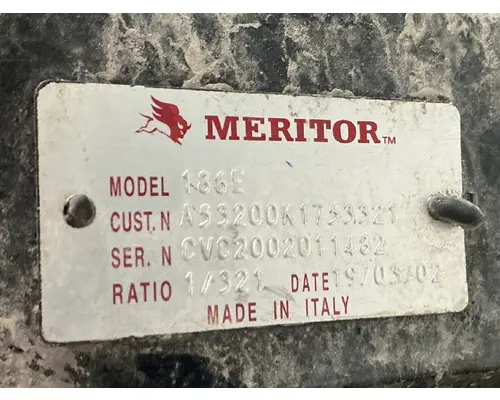 MERITOR™
MODEL 186E
CUST.N A53200K1753321
SER. N CVC2002011482
RATIO 1/321 DATE 19/03/02
MADE IN ITALY